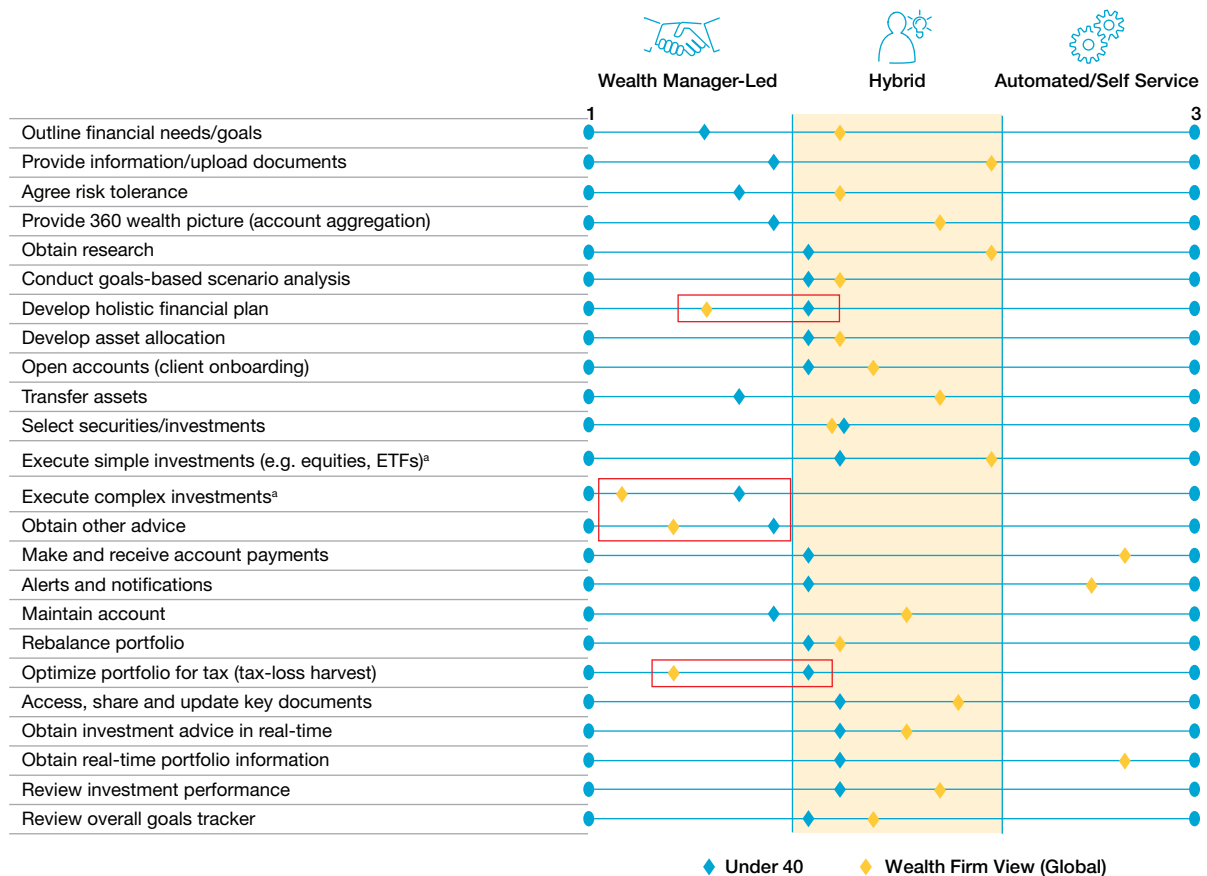 Wealth Manager-Led Hybrid Automated/Self Service
1 3
Outline financial needs/goals
Provide information/upload documents
Agree risk tolerance
Provide 360 wealth picture (account aggregation)
Obtain research
Conduct goals-based scenario analysis
Develop holistic financial plan
Develop asset allocation
Open accounts (client onboarding)
Transfer assets
Select securities/investments
Execute simple investments (e.g. equities, ETFs)ᵃ
Execute complex investmentsᵃ
Obtain other advice
Make and receive account payments
Alerts and notifications
Maintain account
Rebalance portfolio
Optimize portfolio for tax (tax-loss harvest)
Access, share and update key documents
Obtain investment advice in real-time
Obtain real-time portfolio information
Review investment performance
Review overall goals tracker
Under 40 Wealth Firm View (Global)